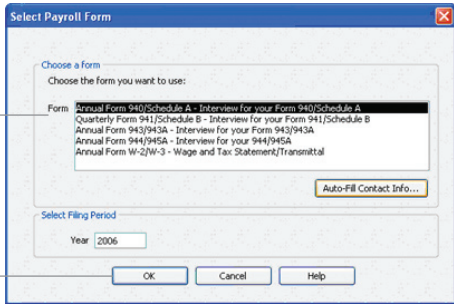 Select Payroll Form
Choose a form
Choose the form you want to use:
Form
Annual Form 940/Schedule A - Interview for your Form 940/Schedule A
Quarterly Form 941/Schedule B - Interview for your Form 941/Schedule B
Annual Form 943/943A - Interview for your Form 943/943A
Annual Form 944/945A - Interview for your 944/945A
Annual Form W-2/W-3 - Wage and Tax Statement/Transmittal
Auto-Fill Contact Info...
Select Filing Period
Year 2006
OK Cancel Help